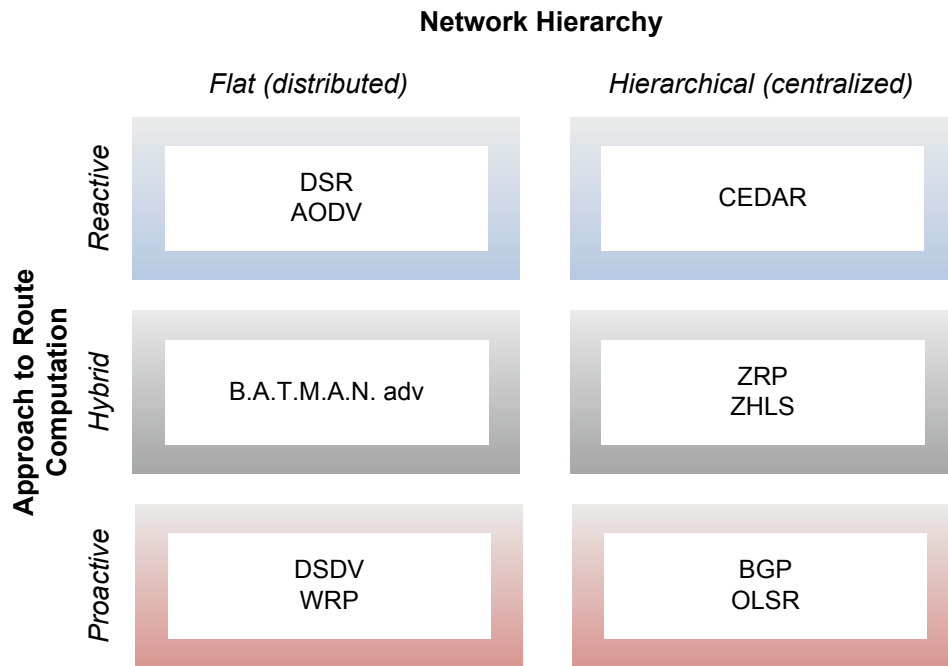 Network Hierarchy
Flat (distributed)
Hierarchical (centralized)
Approach to Route
Computation
Reactive
DSR
AODV
CEDAR
Hybrid
B.A.T.M.A.N. adv
ZRP
ZHLS
Proactive
DSDV
WRP
BGP
OLSR